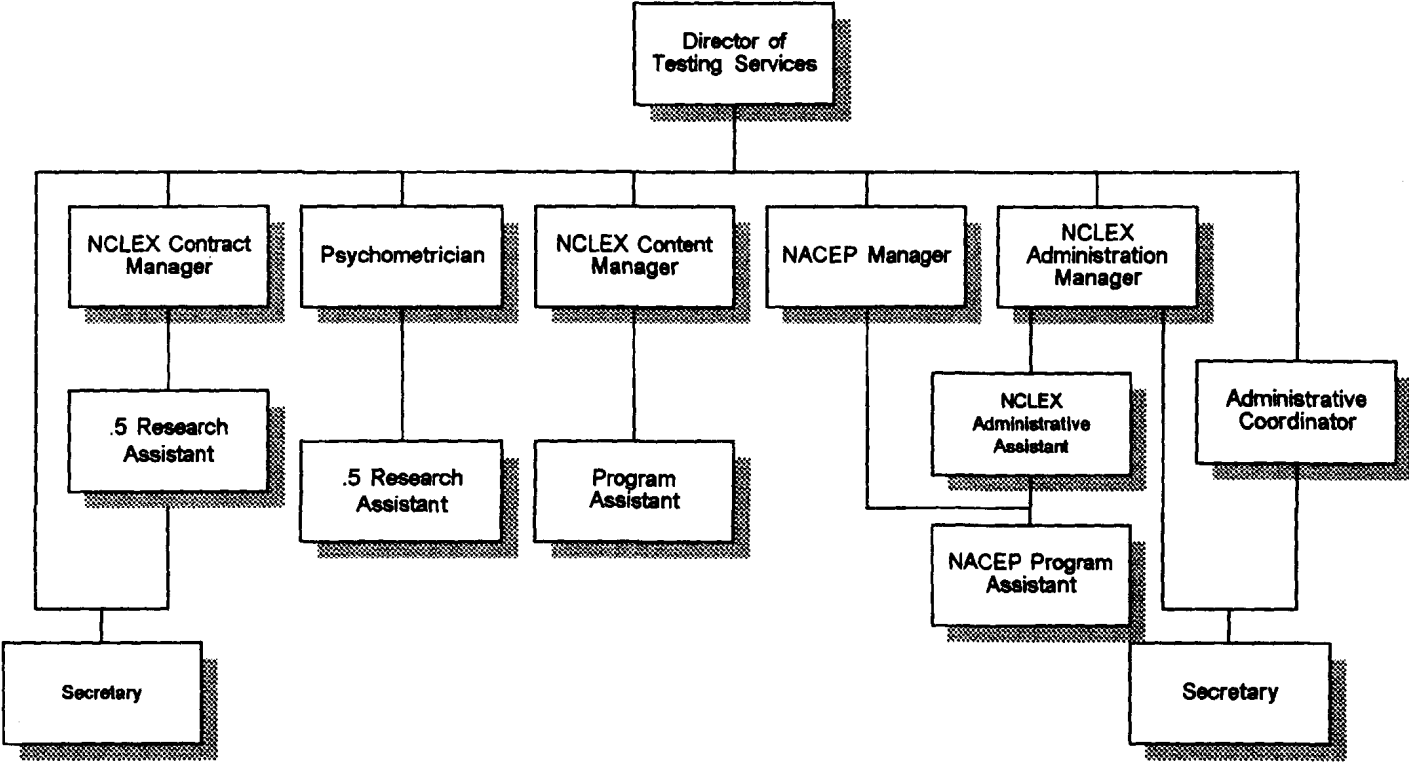 Director of
Testing Services
NCLEX Contract
Manager
Psychometrician
NCLEX Content
Manager
NACEP Manager
NCLEX
Administration
Manager
.5 Research
Assistant
.5 Research
Assistant
Program
Assistant
NCLEX
Administrative
Assistant
Administrative
Coordinator
NACEP Program
Assistant
Secretary
Secretary